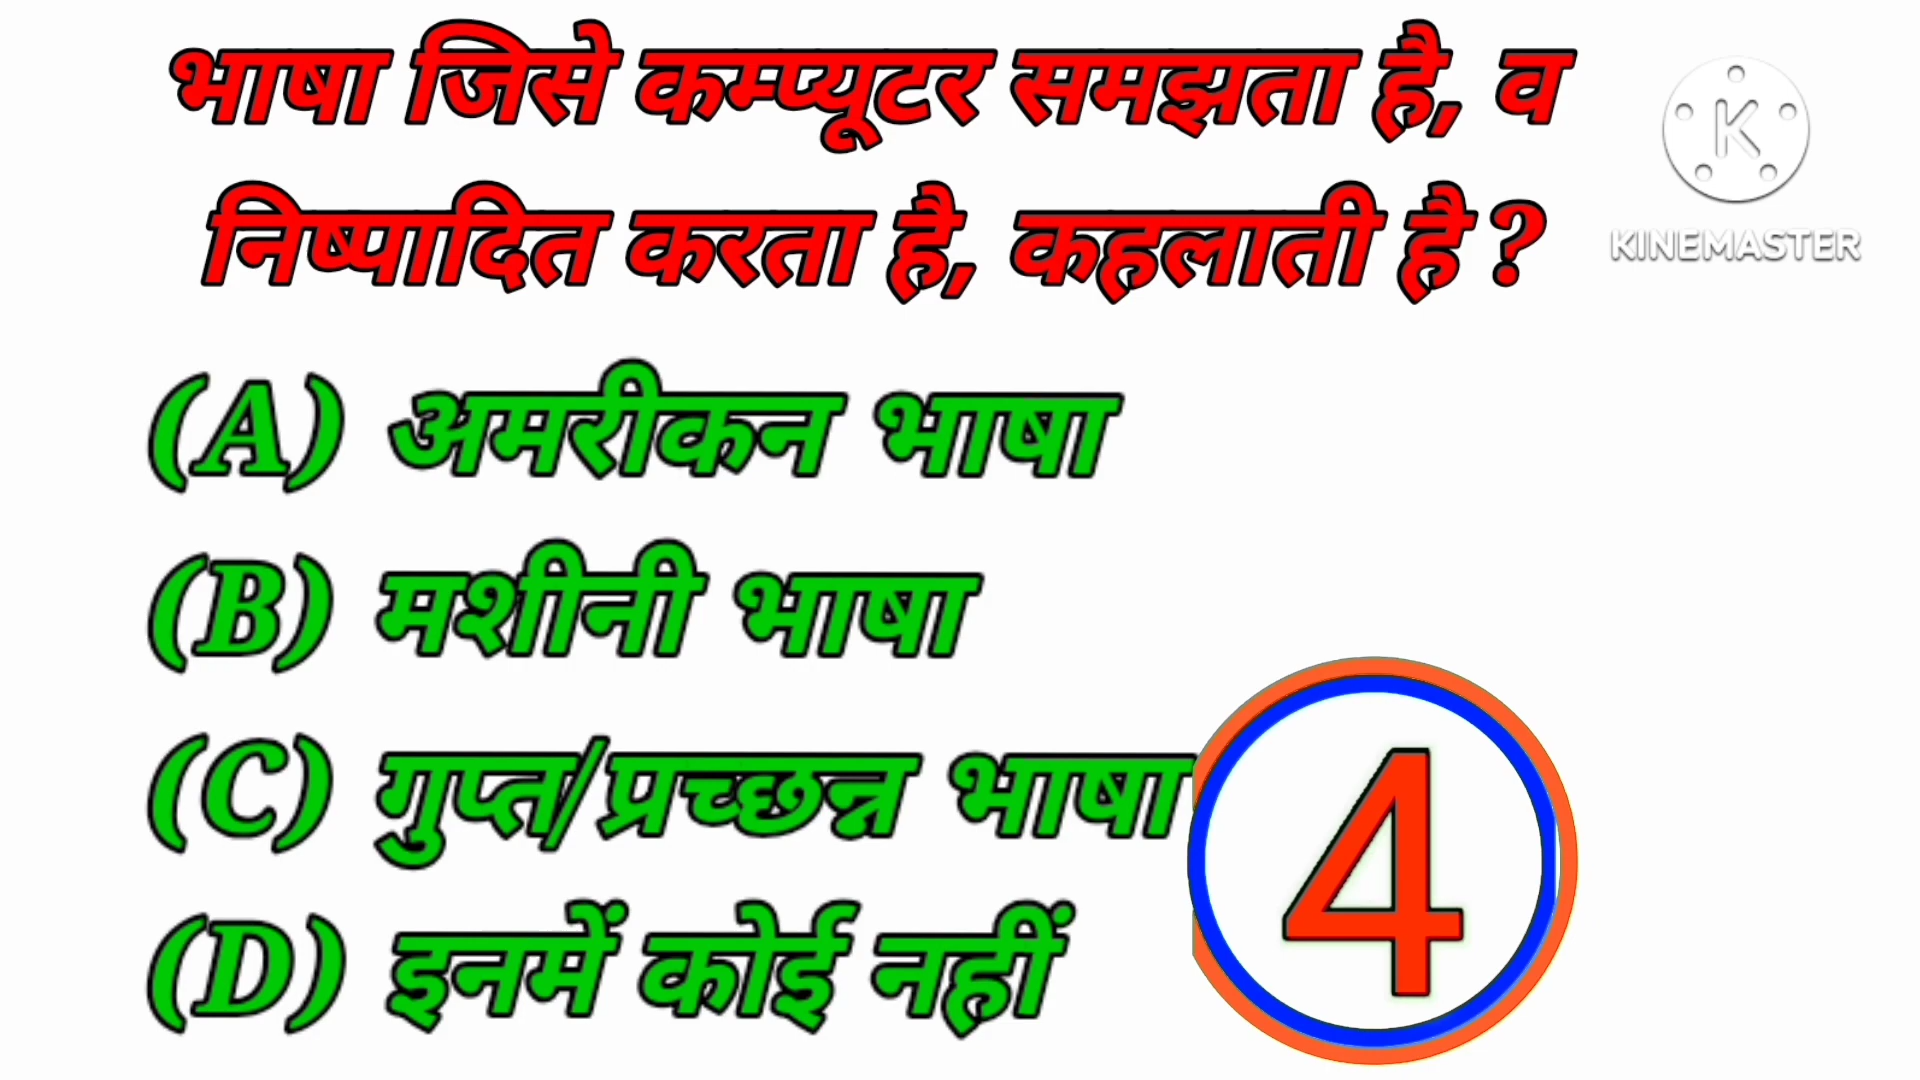 भाषा जिसे कम्प्यूटर समझता है, व
निष्पादित करता है, कहलाती है ?
KINEMASTER
(A) अमरीकन भाषा
(B) मशीनी भाषा
(C) गुप्त/प्रच्छन्न भाषा
(D) इनमें कोई नहीं
4